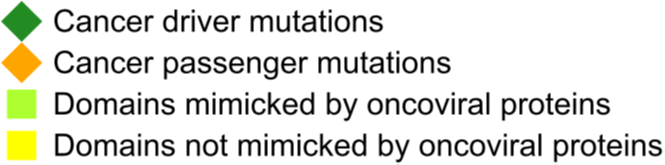 Cancer driver mutations
Cancer passenger mutations
Domains mimicked by oncoviral proteins
Domains not mimicked by oncoviral proteins